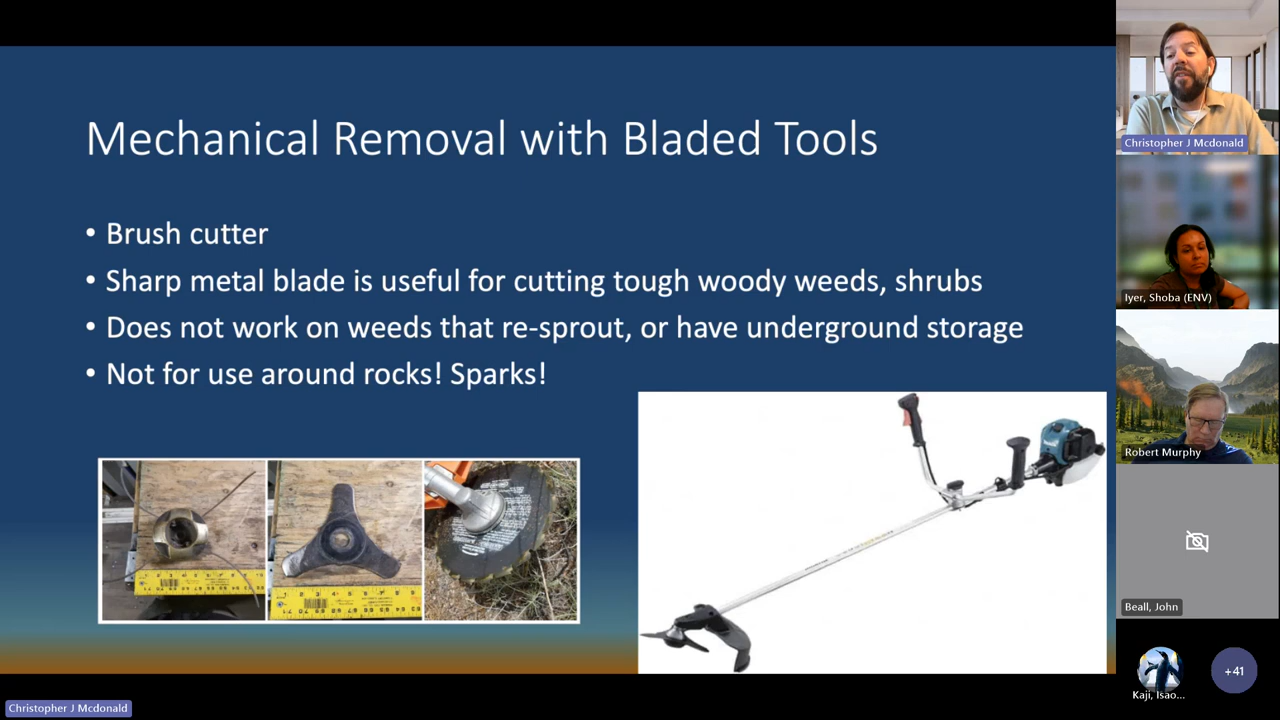 Mechanical Removal with Bladed Tools
• Brush cutter
• Sharp metal blade is useful for cutting tough woody weeds, shrubs
• Does not work on weeds that re-sprout, or have underground storage
• Not for use around rocks! Sparks!
Christopher J Mcdonald
Iyer, Shoba (ENV)
Robert Murphy
Beall, John
Kaji, Isao...
+41
Christopher J Mcdonald